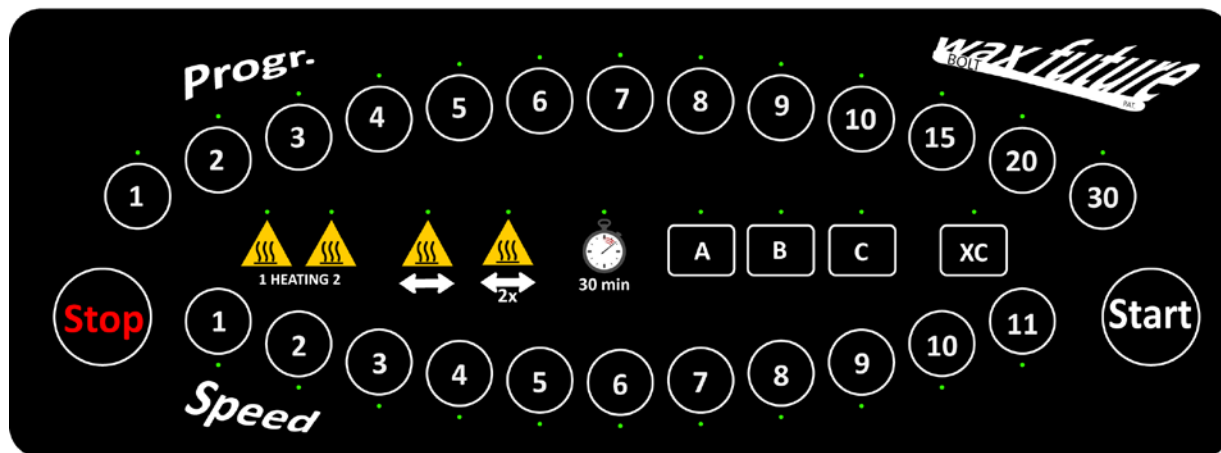 Progr.
wax future
BOLT
PAT.
1 2 3 4 5 6 7 8 9 10 15 20 30
1 HEATING 2
2x
30 min
A B C XC
Stop
Start
1 2 3 4 5 6 7 8 9 10 11
Speed